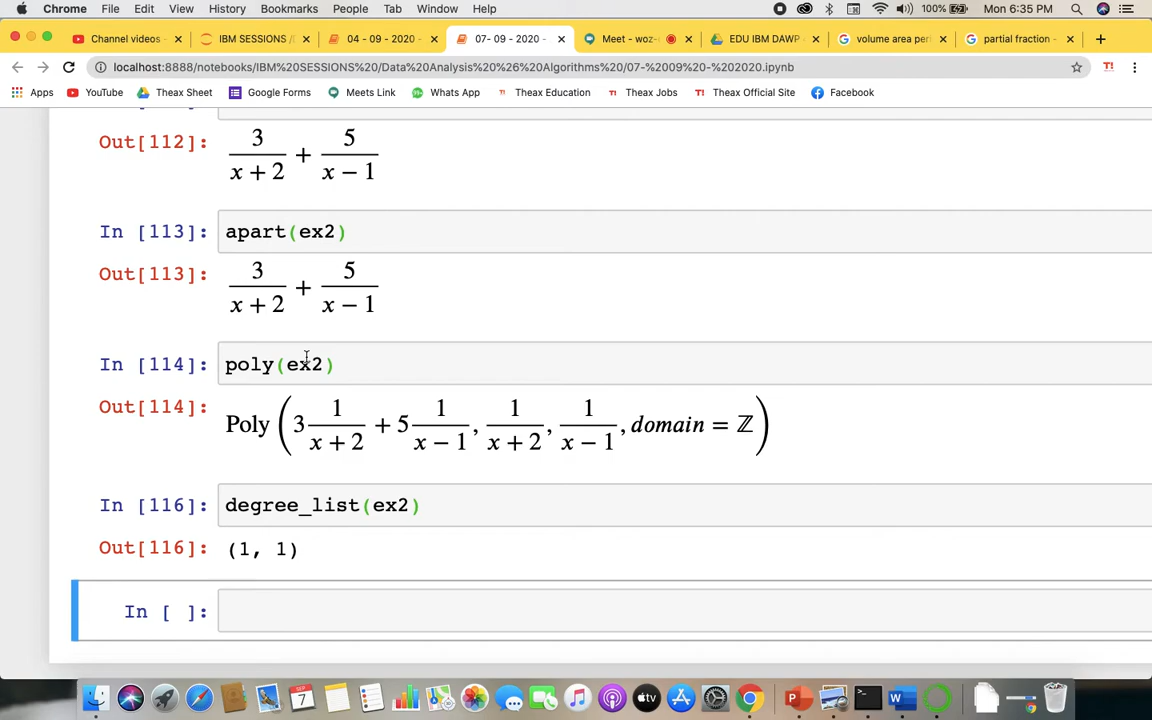 Chrome File Edit View History Bookmarks People Tab Window Help 100% Mon 6:35 PM
Channel videos - IBM SESSIONS / 04 - 09 - 2020 - 07- 09 - 2020 - Meet - woz- EDU IBM DAWP volume area peri partial fraction -
localhost:8888/notebooks/IBM%20SESSIONS%20/Data%20Analysis%20%26%20Algorithms%20/07-%2009%20-%202020.ipynb
Apps YouTube Theax Sheet Google Forms Meets Link Whats App Theax Education Theax Jobs Theax Official Site Facebook
Out[112]: 3/(x + 2) + 5/(x − 1)
In [113]: apart(ex2)
Out[113]: 3/(x + 2) + 5/(x − 1)
In [114]: poly(ex2)
Out[114]: Poly (3 1/(x + 2) + 5 1/(x − 1), 1/(x + 2), 1/(x − 1), domain = ℤ)
In [116]: degree_list(ex2)
Out[116]: (1, 1)
In [ ]: